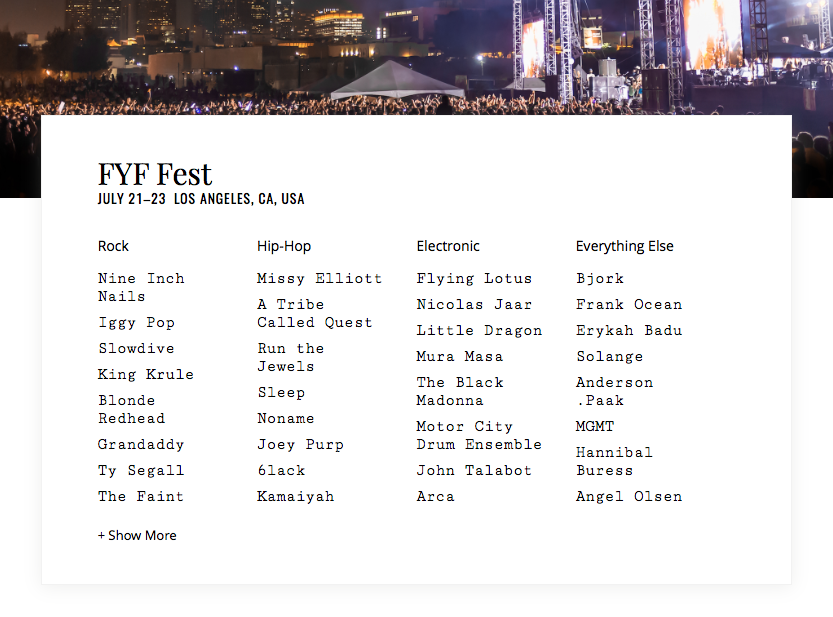 FYF Fest
JULY 21–23 LOS ANGELES, CA, USA
Rock
Nine Inch
Nails
Iggy Pop
Slowdive
King Krule
Blonde
Redhead
Grandaddy
Ty Segall
The Faint
Hip-Hop
Missy Elliott
A Tribe
Called Quest
Run the
Jewels
Sleep
Noname
Joey Purp
6lack
Kamaiyah
Electronic
Flying Lotus
Nicolas Jaar
Little Dragon
Mura Masa
The Black
Madonna
Motor City
Drum Ensemble
John Talabot
Arca
Everything Else
Bjork
Frank Ocean
Erykah Badu
Solange
Anderson
.Paak
MGMT
Hannibal
Buress
Angel Olsen
+ Show More